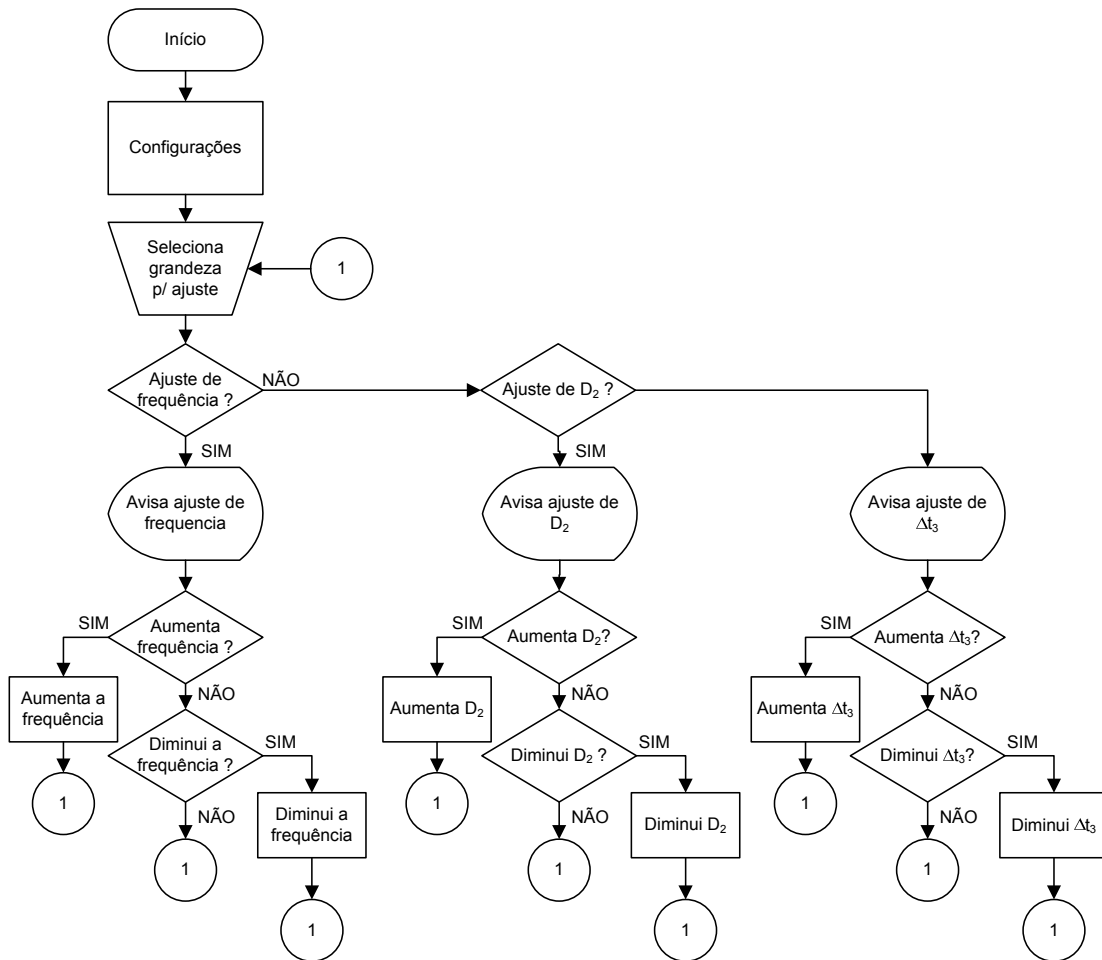 Início
Configurações
Seleciona
grandeza
p/ ajuste
1
Ajuste de
frequência ?
NÃO
Ajuste de D₂ ?
SIM
SIM
Avisa ajuste de
frequencia
Avisa ajuste de
D₂
Avisa ajuste de
Δt₃
SIM
Aumenta
frequência ?
SIM
Aumenta D₂?
SIM
Aumenta Δt₃?
Aumenta a
frequência
NÃO
Aumenta D₂
NÃO
Aumenta Δt₃
NÃO
Diminui a
frequência ?
SIM
Diminui D₂ ?
SIM
Diminui Δt₃?
SIM
1
NÃO
Diminui a
frequência
1
NÃO
Diminui D₂
1
NÃO
Diminui Δt₃
1
1
1
1
1
1